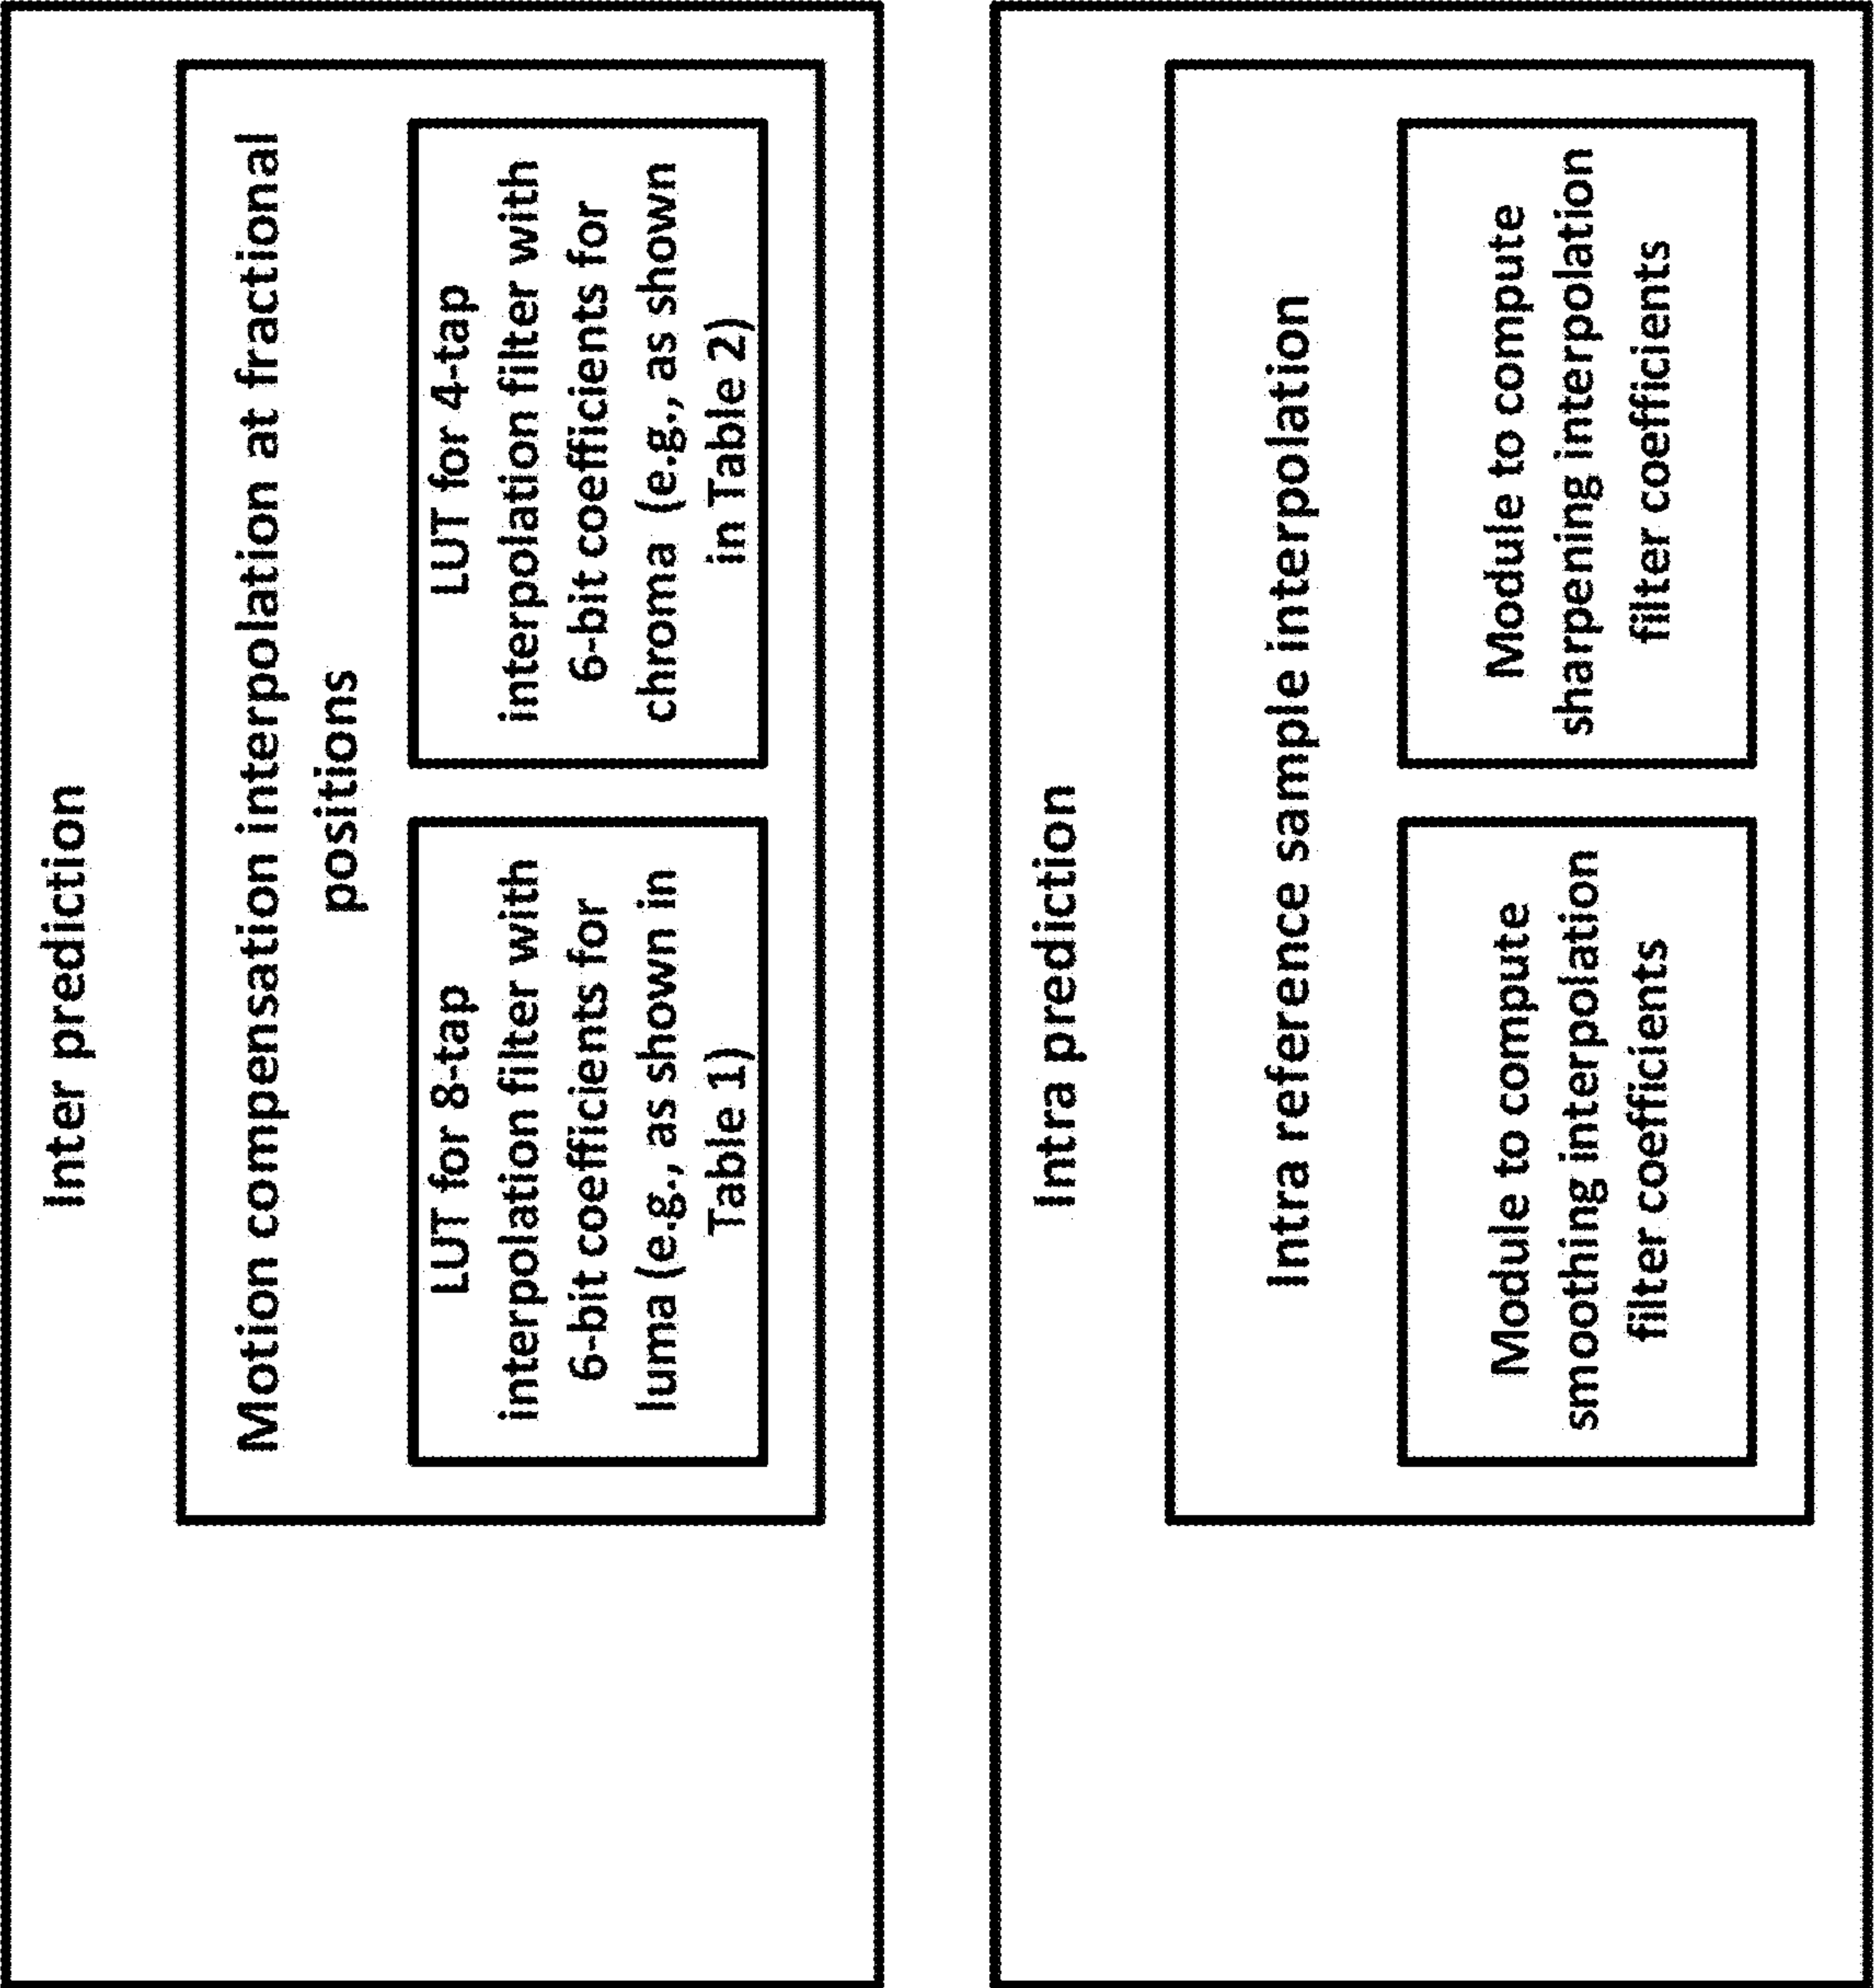 Inter prediction
Motion compensation interpolation at fractional
positions
LUT for 8-tap
interpolation filter with
6-bit coefficients for
luma (e.g., as shown in
Table 1)
LUT for 4-tap
interpolation filter with
6-bit coefficients for
chroma (e.g., as shown
in Table 2)
Intra prediction
Intra reference sample interpolation
Module to compute
smoothing interpolation
filter coefficients
Module to compute
sharpening interpolation
filter coefficients